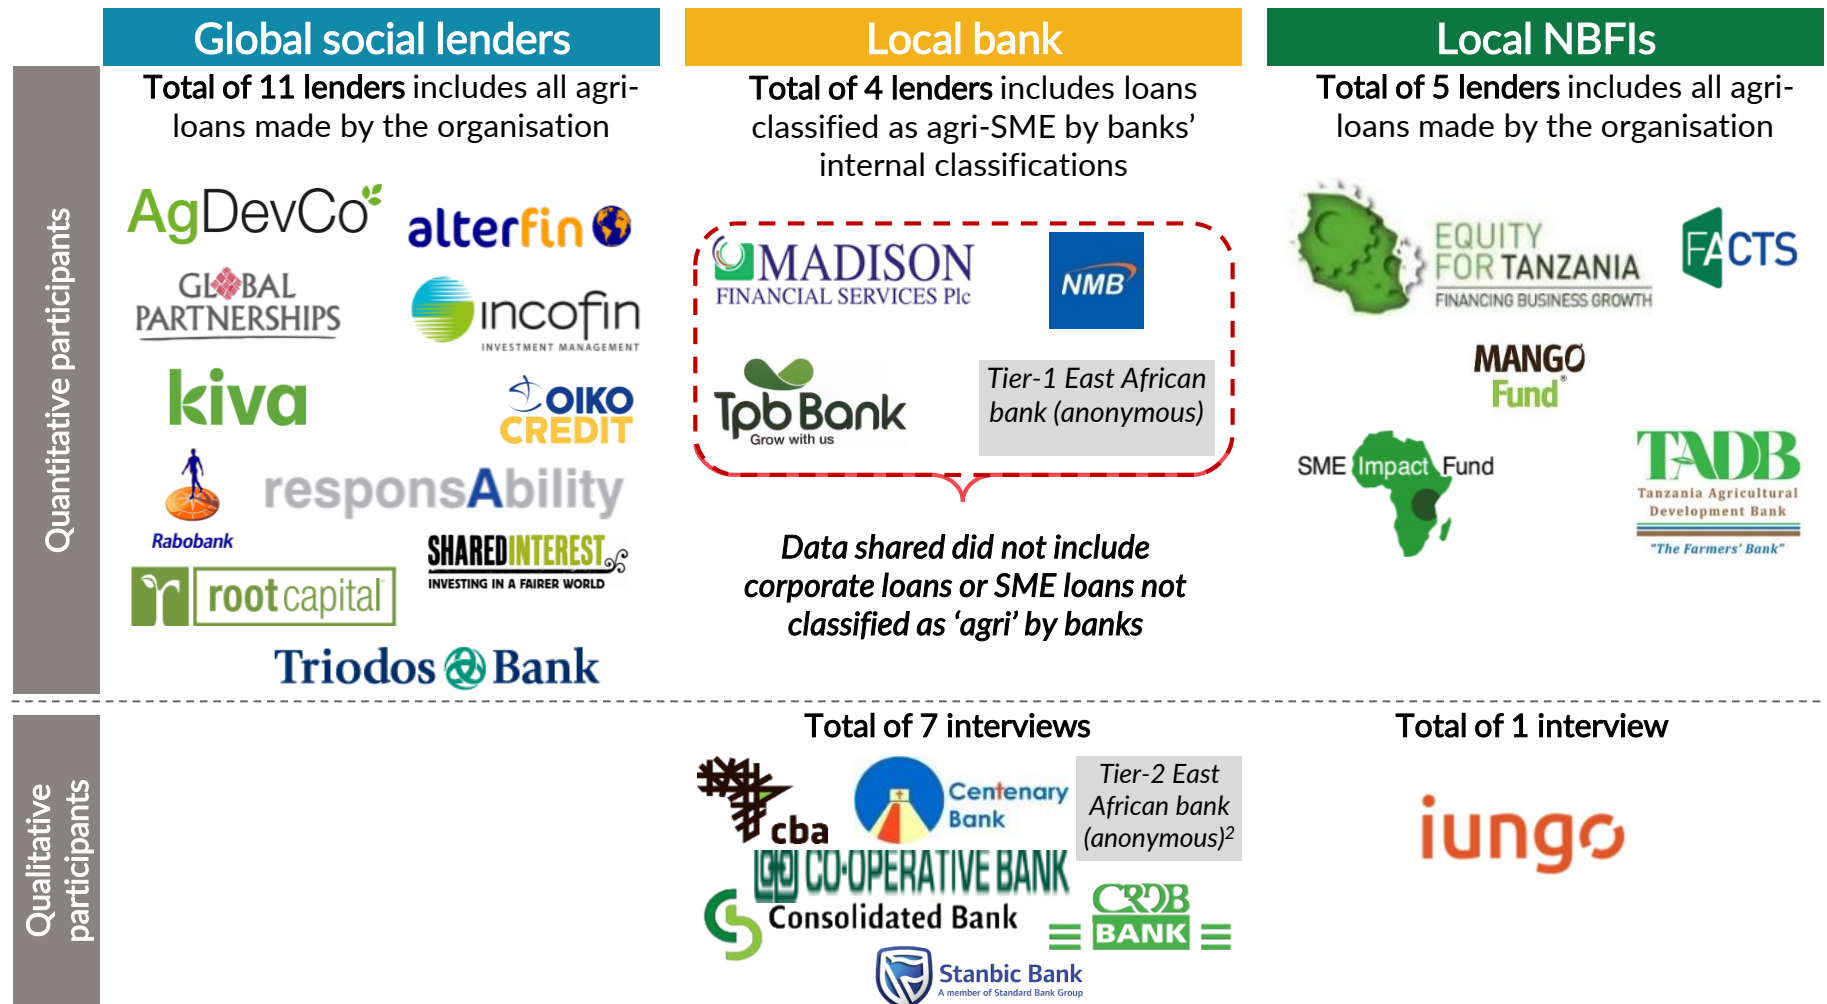 Global social lenders
Local bank
Local NBFIs
Quantitative participants
Total of 11 lenders includes all agri-
loans made by the organisation
AgDevCo
alterfin
GLOBAL
PARTNERSHIPS
incofin
INVESTMENT MANAGEMENT
kiva
OIKO
CREDIT
Rabobank
responsAbility
SHARED INTEREST
INVESTING IN A FAIRER WORLD
r
root capital
Triodos Bank
Total of 4 lenders includes loans
classified as agri-SME by banks’
internal classifications
MADISON
FINANCIAL SERVICES Plc
NMB
Tpb Bank
Grow with us
Tier-1 East African
bank (anonymous)
Data shared did not include
corporate loans or SME loans not
classified as ‘agri’ by banks
Total of 5 lenders includes all agri-
loans made by the organisation
EQUITY
FOR TANZANIA
FINANCING BUSINESS GROWTH
FACTS
MANGO
Fund®
SME Impact Fund
TADB
Tanzania Agricultural
Development Bank
"The Farmers' Bank"
Qualitative
participants
Total of 7 interviews
cba
Centenary
Bank
Tier-2 East
African bank
(anonymous)²
CO-OPERATIVE BANK
Consolidated Bank
CRDB
BANK
Stanbic Bank
A member of Standard Bank Group
Total of 1 interview
iungo